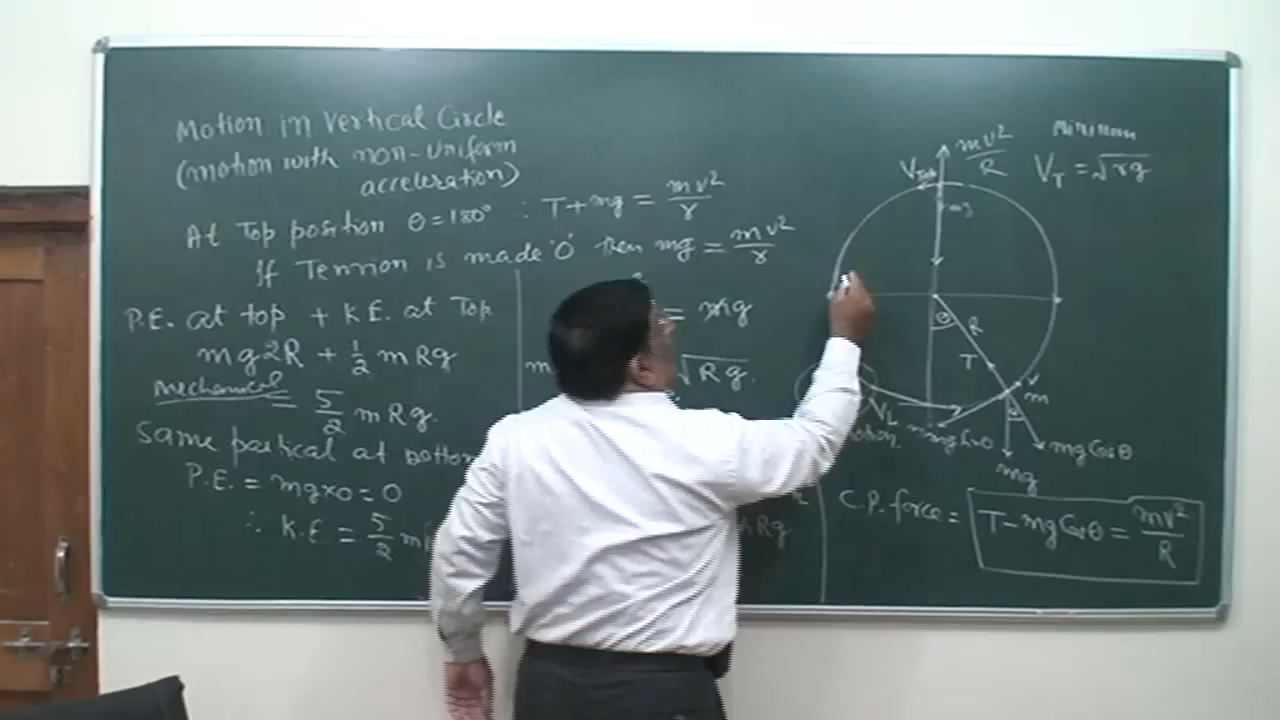 Motion in Vertical Circle
(motion with non-uniform
acceleration)
At Top position θ = 180° ∴ T + mg = mv²/r
If Tension is made '0' then mg = mv²/r
P.E. at top + K.E. at Top
mg2R + 1/2 mRg
Mechanical
= 5/2 mRg.
Same partical at bottom
P.E. = mg×0 = 0
∴ K.E = 5/2 m
= mg
√Rg.
Rg
V Top
mv²/R
mg
Minimum
V_T = √rg
θ
R
T
v
m
V_L
mg Cosθ
mg
C.P. force = T - mg Cosθ = mv²/R